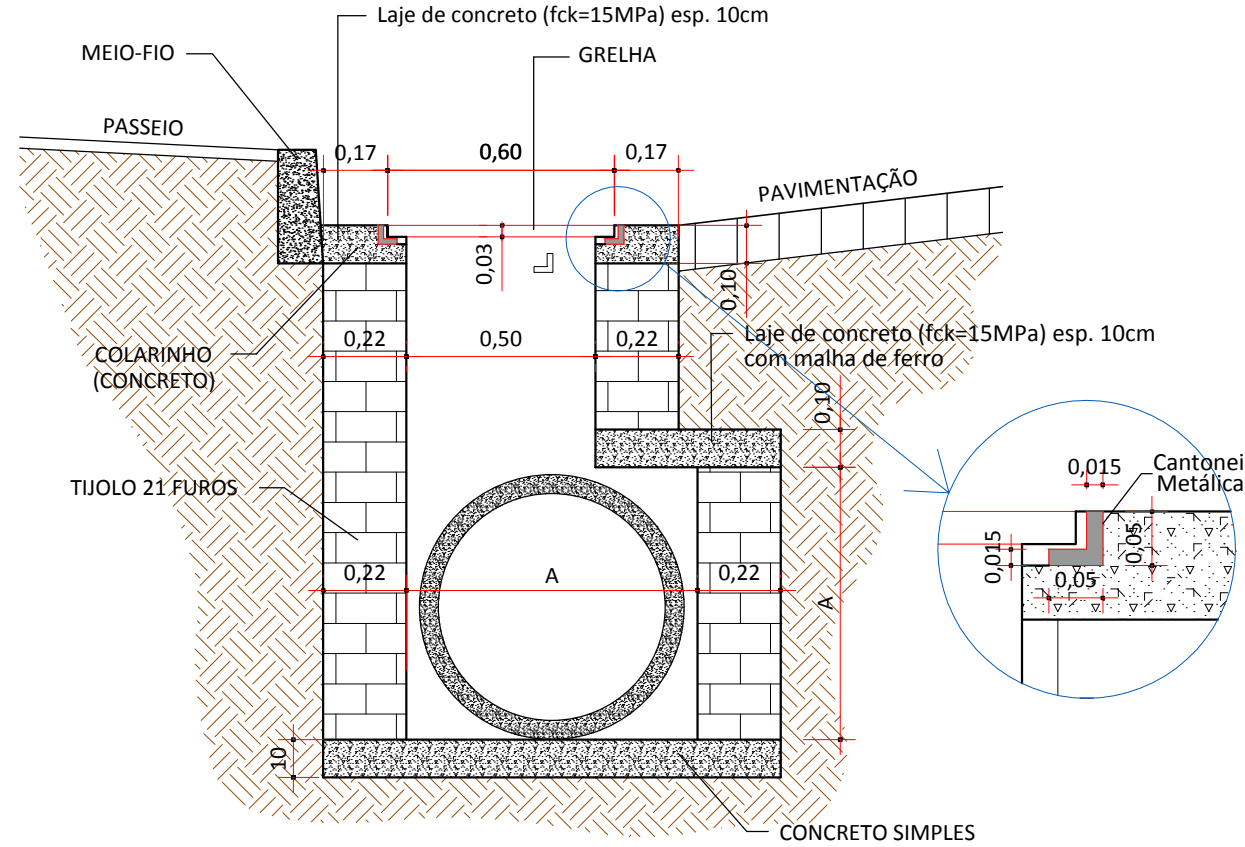 Laje de concreto (fck=15MPa) esp. 10cm
MEIO-FIO
GRELHA
PASSEIO
0,17
0,60
0,17
PAVIMENTAÇÃO
0,03
0,10
COLARINHO
(CONCRETO)
0,22
0,50
0,22
Laje de concreto (fck=15MPa) esp. 10cm
com malha de ferro
0,10
TIJOLO 21 FUROS
0,22
A
0,22
A
10
CONCRETO SIMPLES
0,015
Cantonei
Metálica
0,015
0,05
0,05